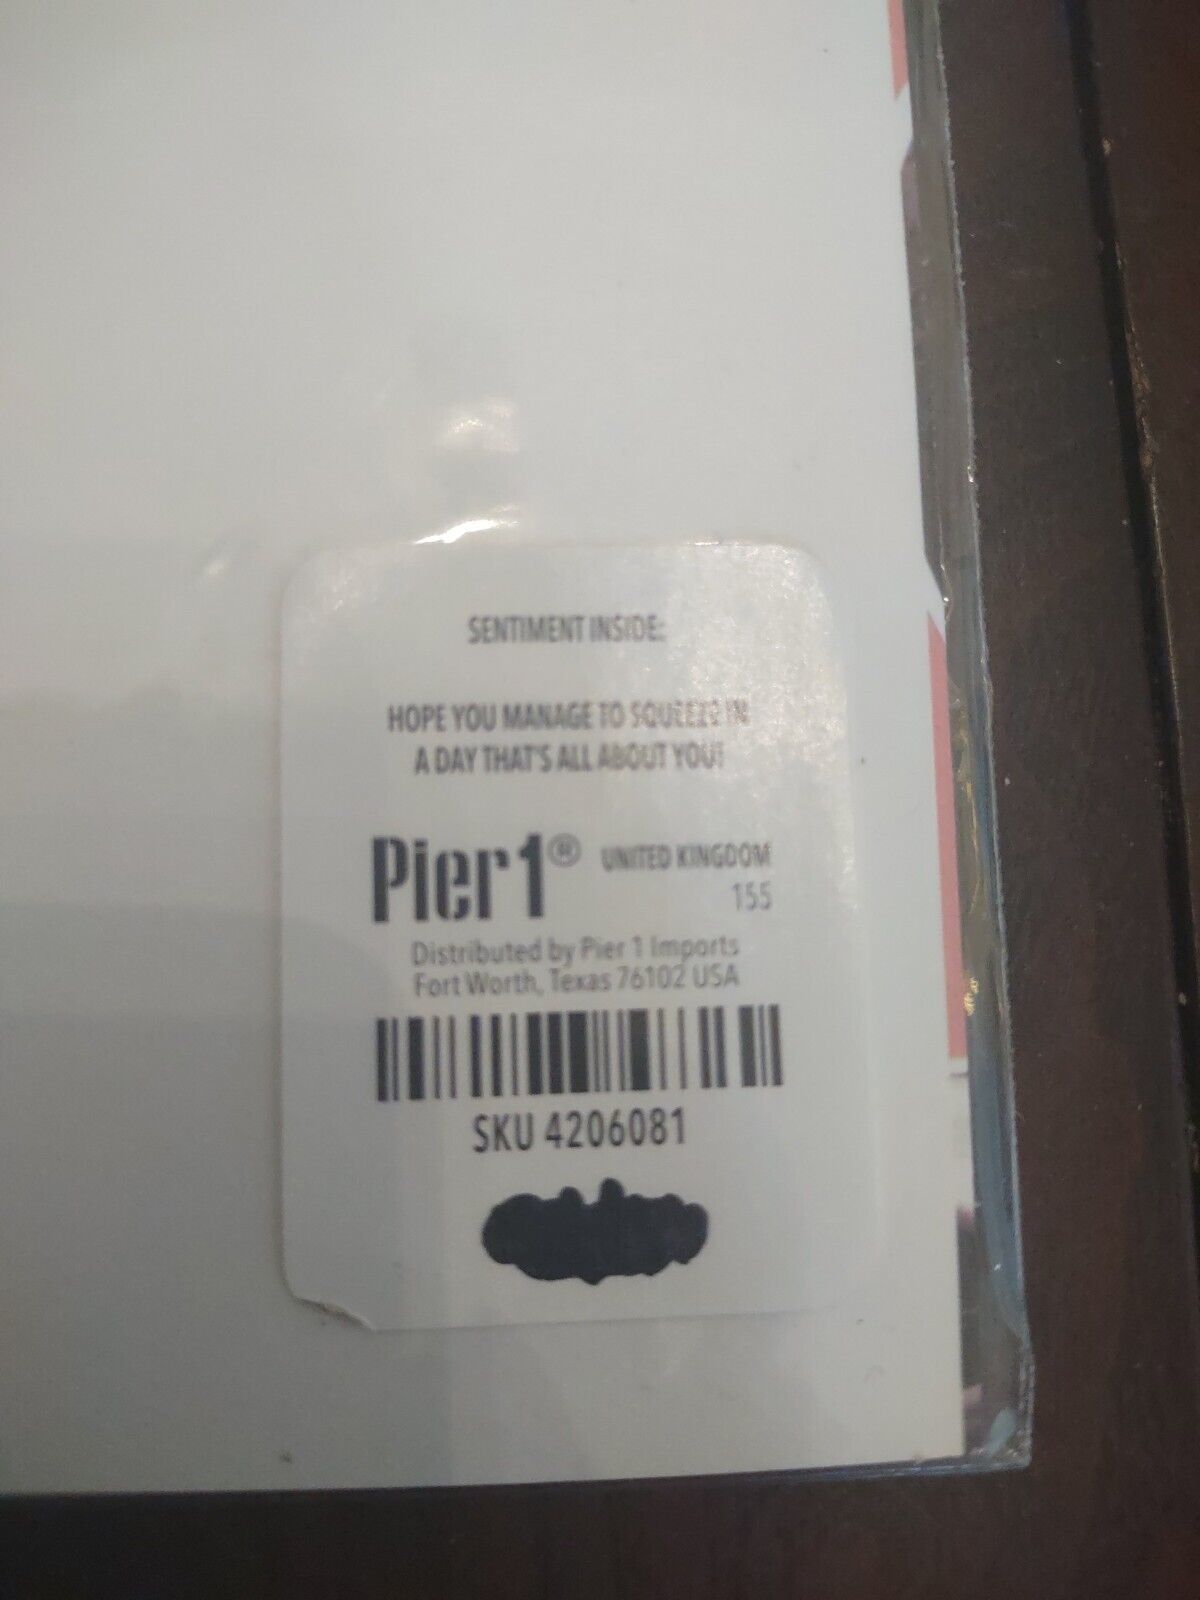 SENTIMENT INSIDE:
HOPE YOU MANAGE TO SQUEEZE IN
A DAY THAT'S ALL ABOUT YOU!
Pier1® UNITED KINGDOM
155
Distributed by Pier 1 Imports
Fort Worth, Texas 76102 USA
SKU 4206081